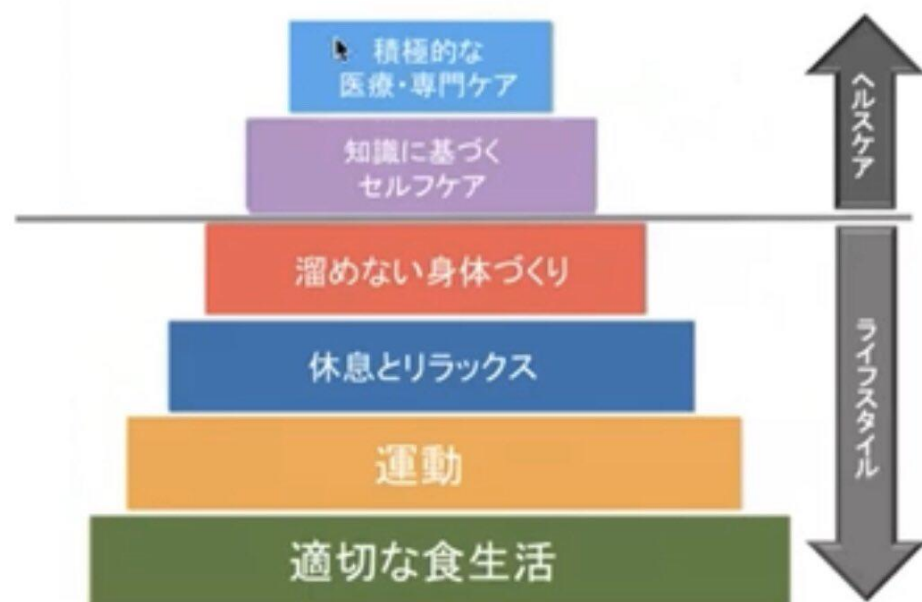 積極的な
医療・専門ケア
知識に基づく
セルフケア
溜めない身体づくり
休息とリラックス
運動
適切な食生活
ヘルスケア
ライフスタイル